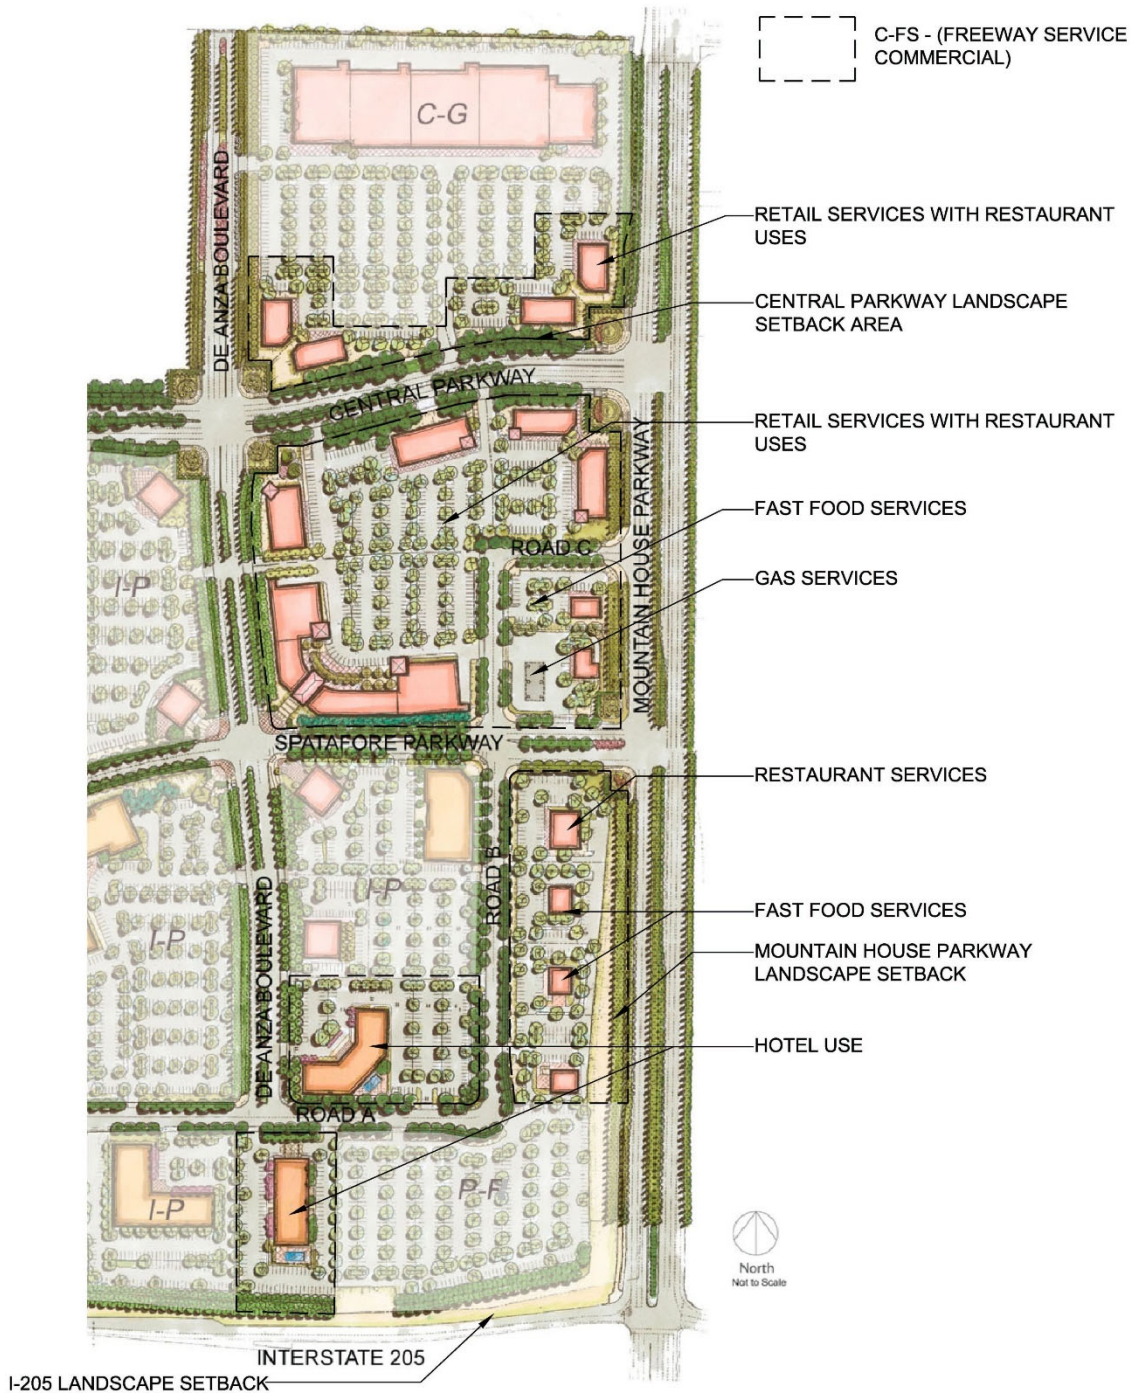 C-FS - (FREEWAY SERVICE
COMMERCIAL)
C-G
DE ANZA BOULEVARD
RETAIL SERVICES WITH RESTAURANT
USES
CENTRAL PARKWAY LANDSCAPE
SETBACK AREA
CENTRAL PARKWAY
RETAIL SERVICES WITH RESTAURANT
USES
MOUNTAIN HOUSE PARKWAY
FAST FOOD SERVICES
ROAD C
I-P
GAS SERVICES
SPATAFORE PARKWAY
RESTAURANT SERVICES
ROAD B
I-P
FAST FOOD SERVICES
I-P
DE ANZA BOULEVARD
MOUNTAIN HOUSE PARKWAY
LANDSCAPE SETBACK
HOTEL USE
ROAD A
P-F
I-P
North
Not to Scale
INTERSTATE 205
I-205 LANDSCAPE SETBACK